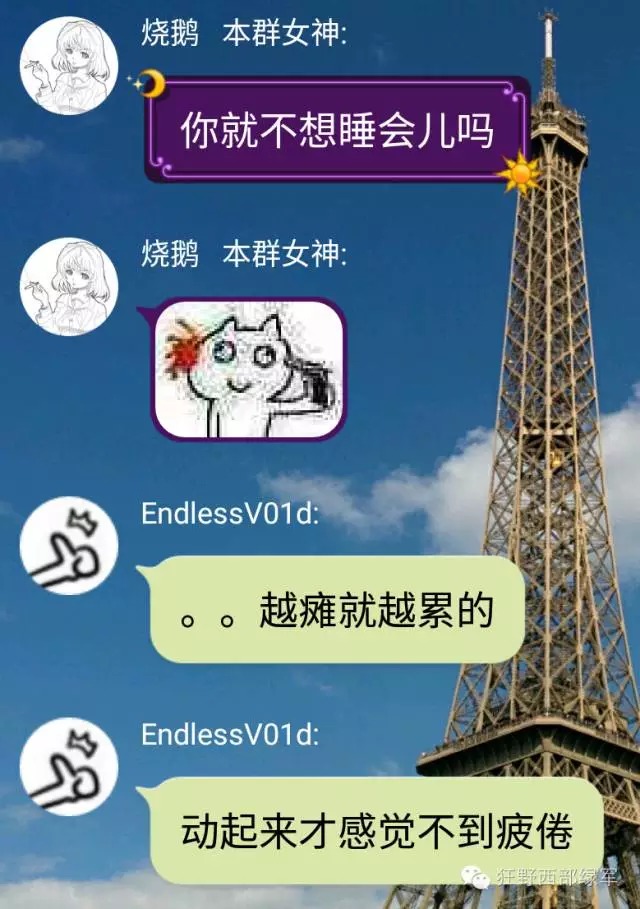 烧鹅 本群女神:
你就不想睡会儿吗
烧鹅 本群女神:
EndlessV01d:
。。越瘫就越累的
EndlessV01d:
动起来才感觉不到疲倦
狂野西部绿军